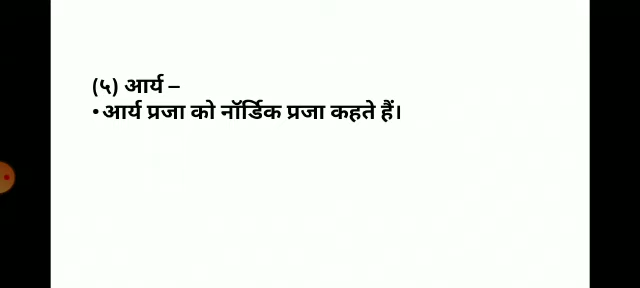 (५) आर्य –
•आर्य प्रजा को नॉर्डिक प्रजा कहते हैं।